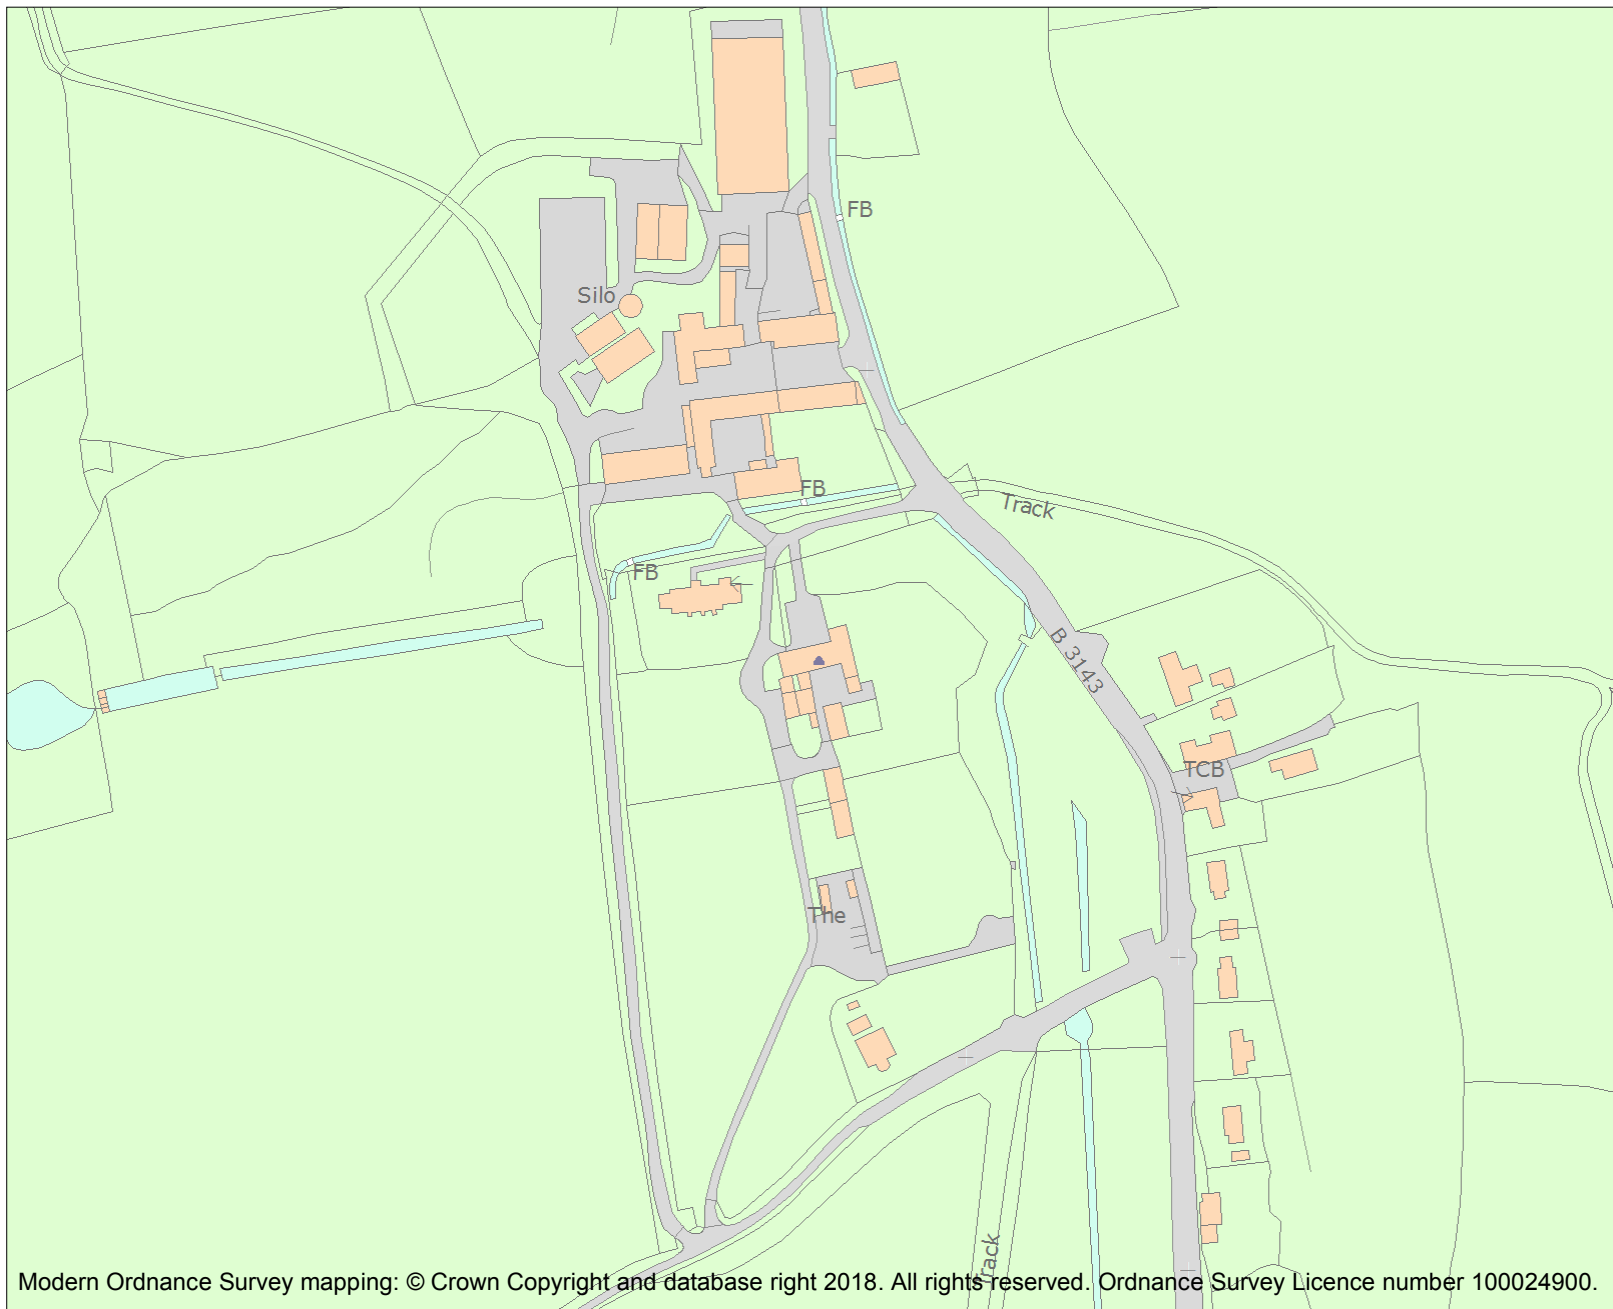 FB
Silo
FB
Track
FB
B 3143
TCB
The
Track
Modern Ordnance Survey mapping: © Crown Copyright and database right 2018. All rights reserved. Ordnance Survey Licence number 100024900.